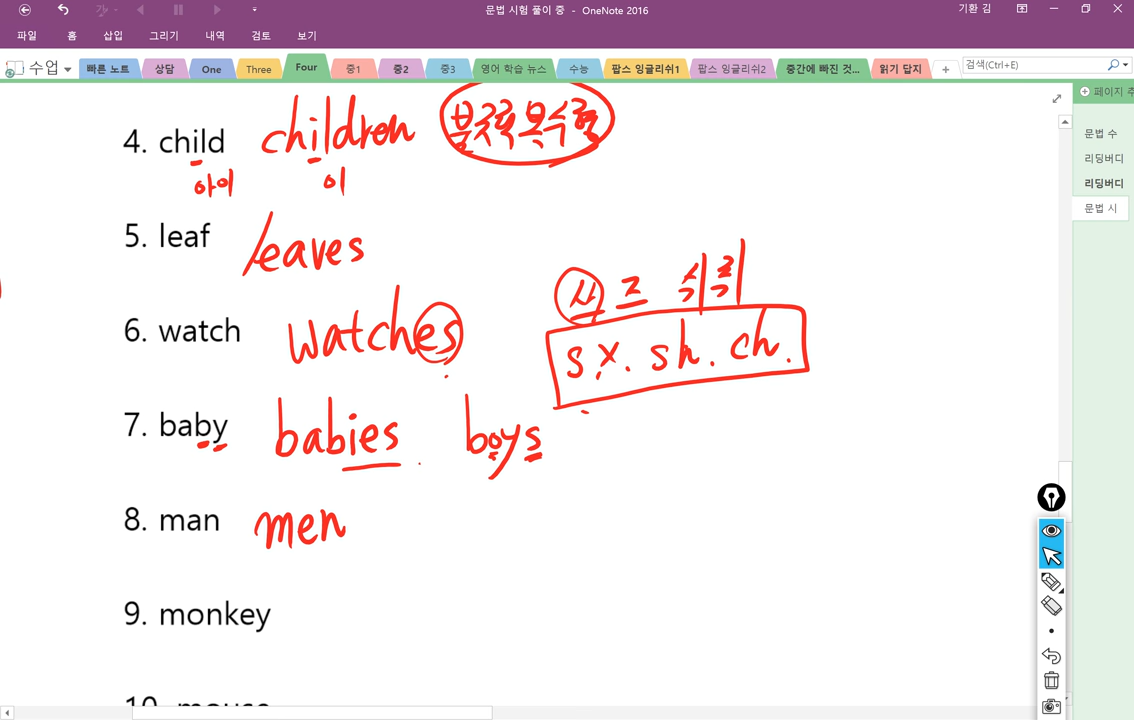 문법 시험 풀이 중 - OneNote 2016
기환 김
파일 홈 삽입 그리기 내역 검토 보기
수업 빠른 노트 상담 One Three Four 중1 중2 중3 영어 학습 뉴스 수능 팝스 잉글리쉬1 팝스 잉글리쉬2 중간에 빠진 것... 읽기 답지 + 검색(Ctrl+E)
페이지 추
문법 수
리딩버디
리딩버디
문법 시
4. child children 불규칙 복수형
아이 이
5. leaf leaves
6. watch watches
s. x. sh. ch.
7. baby babies boys
8. man men
9. monkey
10. mouse